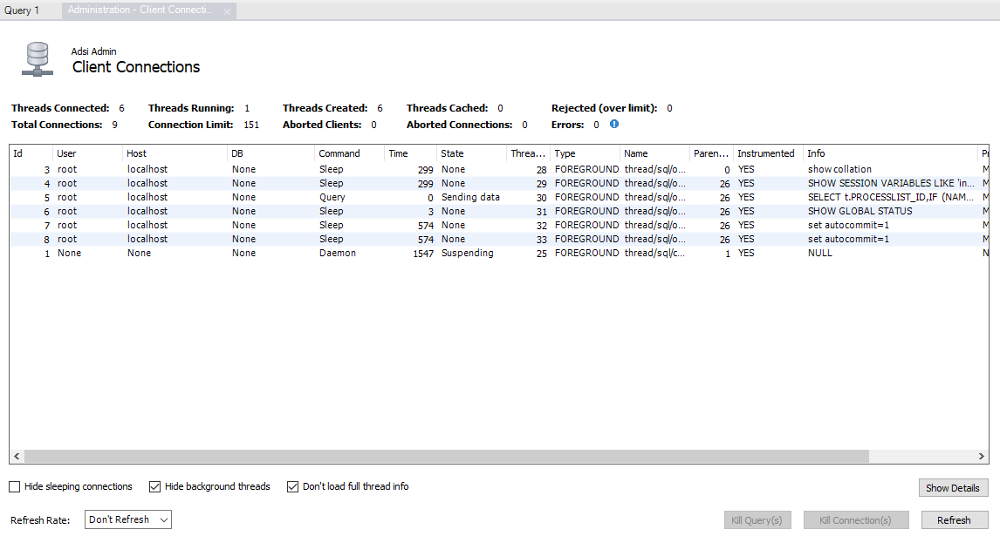 Query 1 Administration - Client Connecti..
Adsi Admin
Client Connections
Threads Connected: 6 Threads Running: 1 Threads Created: 6 Threads Cached: 0 Rejected (over limit): 0
Total Connections: 9 Connection Limit: 151 Aborted Clients: 0 Aborted Connections: 0 Errors: 0
Id User Host DB Command Time State Threa... Type Name Paren... Instrumented Info Pr
3 root localhost None Sleep 299 None 28 FOREGROUND thread/sql/o... 0 YES show collation M
4 root localhost None Sleep 299 None 29 FOREGROUND thread/sql/o... 26 YES SHOW SESSION VARIABLES LIKE 'in... M
5 root localhost None Query 0 Sending data 30 FOREGROUND thread/sql/o... 26 YES SELECT t.PROCESSLIST_ID,IF (NAM... M
6 root localhost None Sleep 3 None 31 FOREGROUND thread/sql/o... 26 YES SHOW GLOBAL STATUS M
7 root localhost None Sleep 574 None 32 FOREGROUND thread/sql/o... 26 YES set autocommit=1 M
8 root localhost None Sleep 574 None 33 FOREGROUND thread/sql/o... 26 YES set autocommit=1 M
1 None None None Daemon 1547 Suspending 25 FOREGROUND thread/sql/c... 1 YES NULL N
Hide sleeping connections Hide background threads Don't load full thread info Show Details
Refresh Rate: Don't Refresh Kill Query(s) Kill Connection(s) Refresh